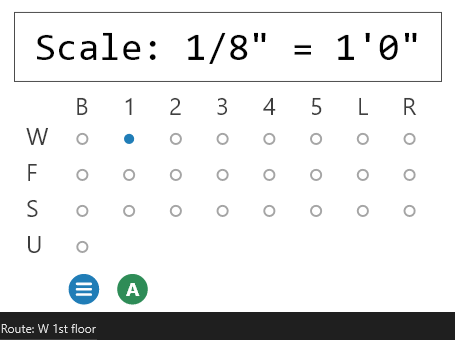 Scale: 1/8" = 1'0"
B 1 2 3 4 5 L R
W
F
S
U
A
Route: W 1st floor